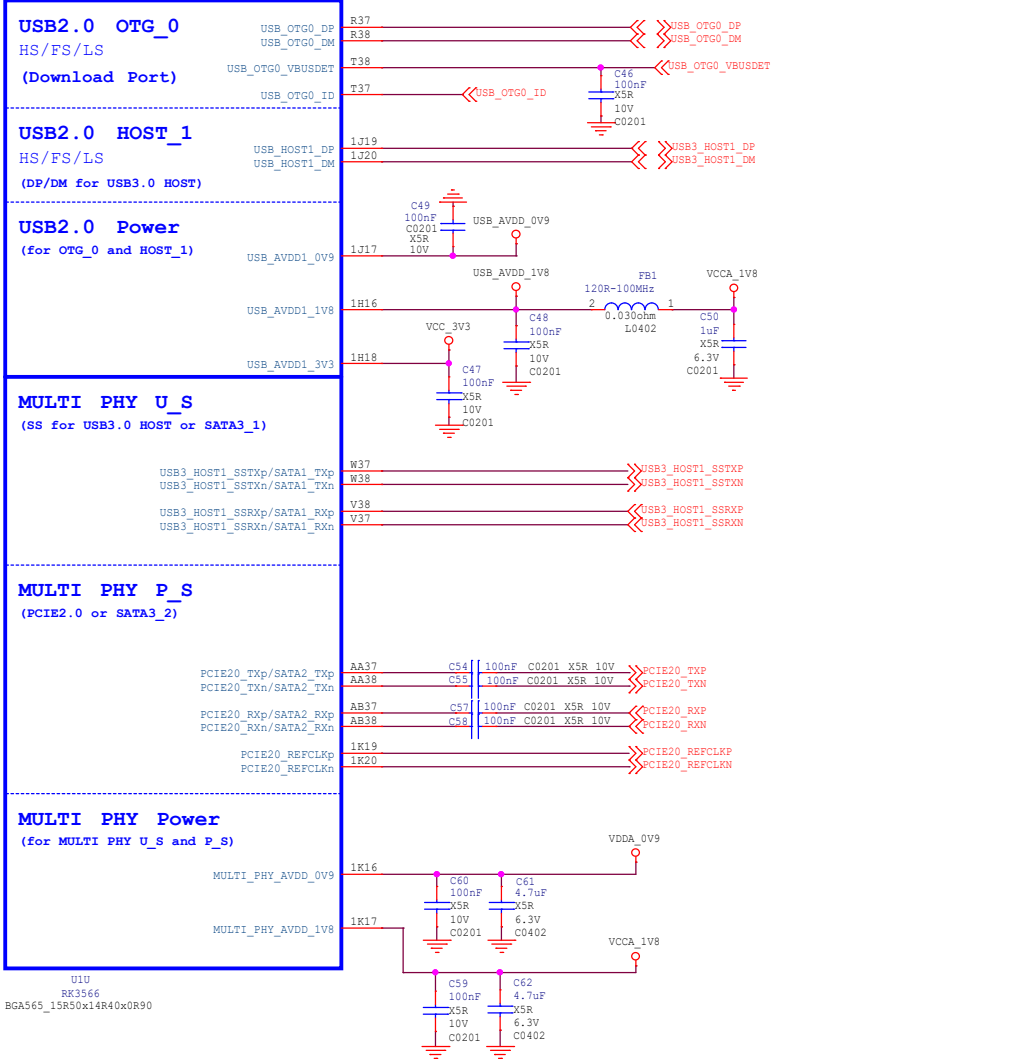 USB2.0 OTG_0
HS/FS/LS
(Download Port)
USB_OTG0_DP R37 USB_OTG0_DP
USB_OTG0_DM R38 USB_OTG0_DM
USB_OTG0_VBUSDET T38 USB_OTG0_VBUSDET
USB_OTG0_ID T37 USB_OTG0_ID
C46
100nF
X5R
10V
C0201
USB2.0 HOST_1
HS/FS/LS
(DP/DM for USB3.0 HOST)
USB_HOST1_DP 1J19 USB3_HOST1_DP
USB_HOST1_DM 1J20 USB3_HOST1_DM
USB2.0 Power
(for OTG_0 and HOST_1)
C49
100nF
C0201
X5R
10V
USB_AVDD_0V9
USB_AVDD1_0V9 1J17
USB_AVDD_1V8
FB1
120R-100MHz
VCCA_1V8
USB_AVDD1_1V8 1H16
2 1
0.030ohm
L0402
C48
100nF
X5R
10V
C0201
C50
1uF
X5R
6.3V
C0201
VCC_3V3
USB_AVDD1_3V3 1H18
C47
100nF
X5R
10V
C0201
MULTI PHY U_S
(SS for USB3.0 HOST or SATA3_1)
USB3_HOST1_SSTXp/SATA1_TXp W37 USB3_HOST1_SSTXP
USB3_HOST1_SSTXn/SATA1_TXn W38 USB3_HOST1_SSTXN
USB3_HOST1_SSRXp/SATA1_RXp V38 USB3_HOST1_SSRXP
USB3_HOST1_SSRXn/SATA1_RXn V37 USB3_HOST1_SSRXN
MULTI PHY P_S
(PCIE2.0 or SATA3_2)
PCIE20_TXp/SATA2_TXp AA37 C54 100nF C0201 X5R 10V PCIE20_TXP
PCIE20_TXn/SATA2_TXn AA38 C55 100nF C0201 X5R 10V PCIE20_TXN
PCIE20_RXp/SATA2_RXp AB37 C57 100nF C0201 X5R 10V PCIE20_RXP
PCIE20_RXn/SATA2_RXn AB38 C58 100nF C0201 X5R 10V PCIE20_RXN
PCIE20_REFCLKp 1K19 PCIE20_REFCLKP
PCIE20_REFCLKn 1K20 PCIE20_REFCLKN
MULTI PHY Power
(for MULTI PHY U_S and P_S)
VDDA_0V9
MULTI_PHY_AVDD_0V9 1K16
C60
100nF
X5R
10V
C0201
C61
4.7uF
X5R
6.3V
C0402
MULTI_PHY_AVDD_1V8 1K17
VCCA_1V8
C59
100nF
X5R
10V
C0201
C62
4.7uF
X5R
6.3V
C0402
U1U
RK3566
BGA565_15R50x14R40x0R90